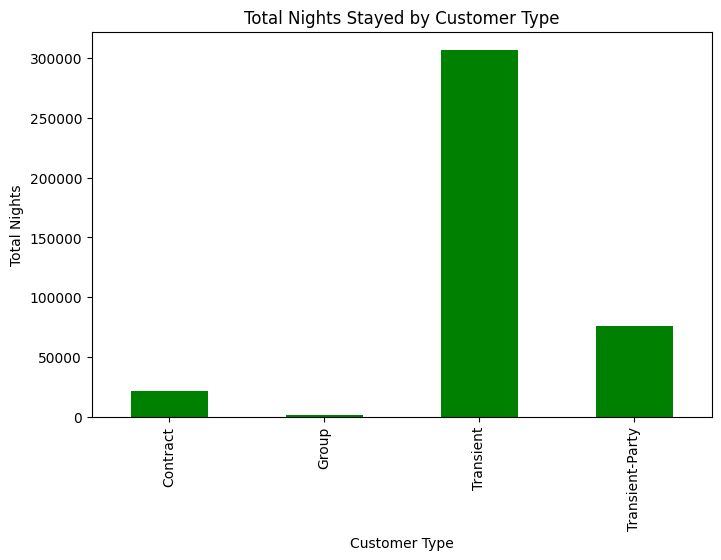 Total Nights Stayed by Customer Type
300000
250000
200000
150000
100000
50000
0
Total Nights
Contract
Group
Transient
Transient-Party
Customer Type